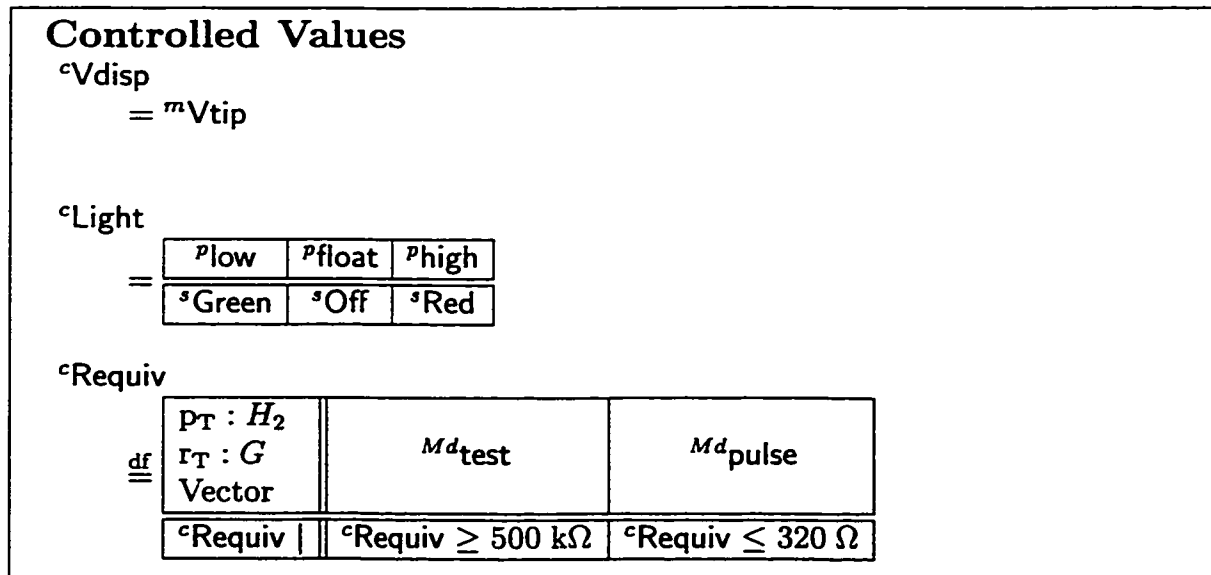 Controlled Values
ᶜVdisp
= ᵐVtip
ᶜLight
=
ᵖlow ᵖfloat ᵖhigh
ˢGreen ˢOff ˢRed
ᶜRequiv
df
=
p_T : H₂
r_T : G
Vector
ᴹᵈtest ᴹᵈpulse
ᶜRequiv | ᶜRequiv ≥ 500 kΩ ᶜRequiv ≤ 320 Ω